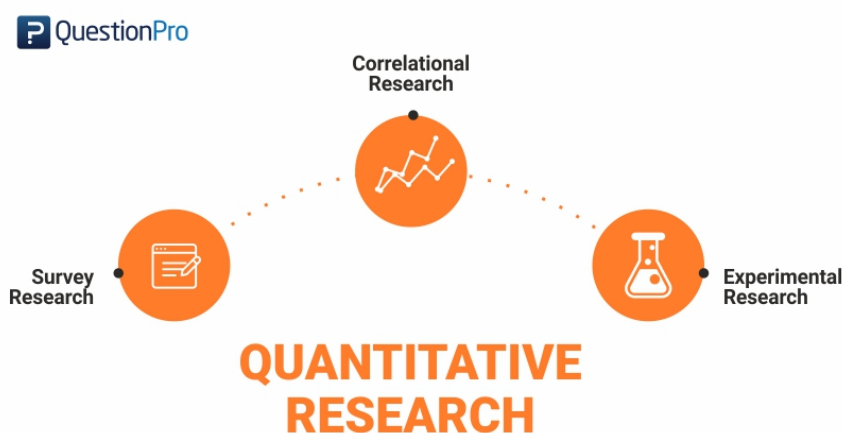 QuestionPro
Correlational
Research
Survey
Research
Experimental
Research
QUANTITATIVE
RESEARCH